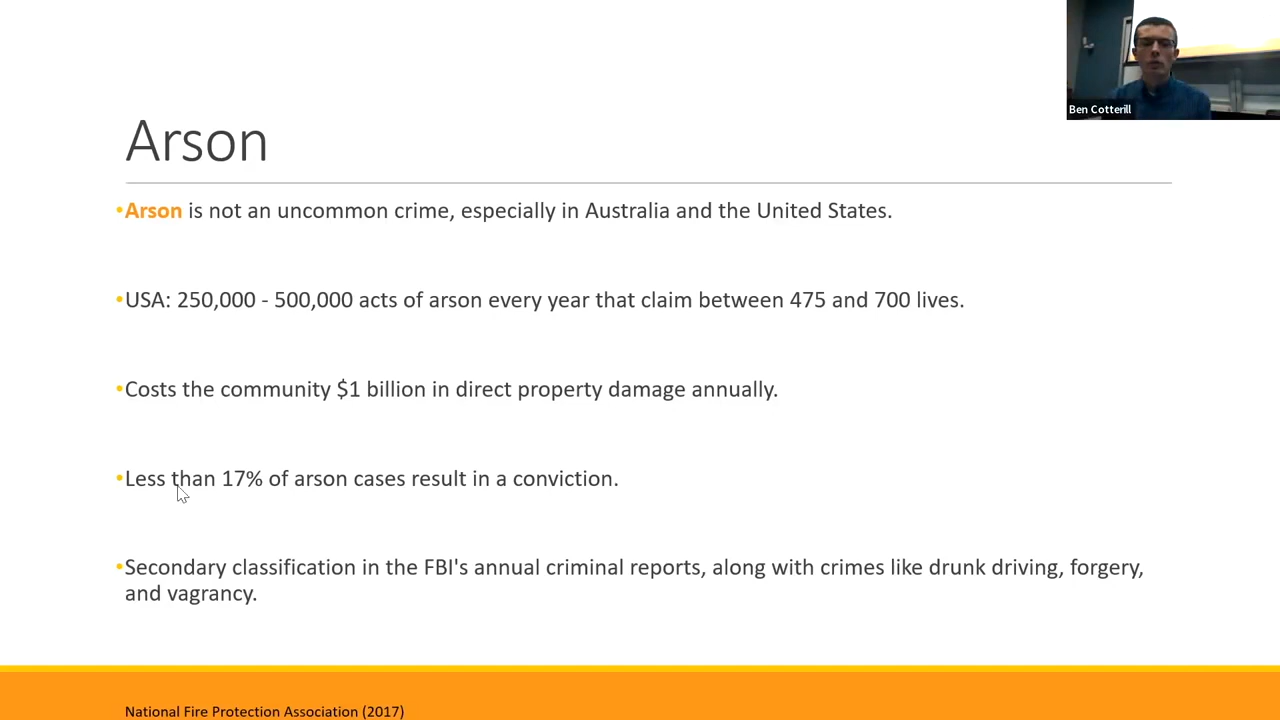 Ben Cotterill
Arson
•Arson is not an uncommon crime, especially in Australia and the United States.
•USA: 250,000 - 500,000 acts of arson every year that claim between 475 and 700 lives.
•Costs the community $1 billion in direct property damage annually.
•Less than 17% of arson cases result in a conviction.
•Secondary classification in the FBI's annual criminal reports, along with crimes like drunk driving, forgery,
and vagrancy.
National Fire Protection Association (2017)